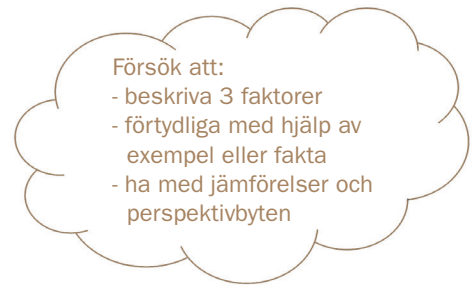 Försök att:
- beskriva 3 faktorer
- förtydliga med hjälp av
exempel eller fakta
- ha med jämförelser och
perspektivbyten